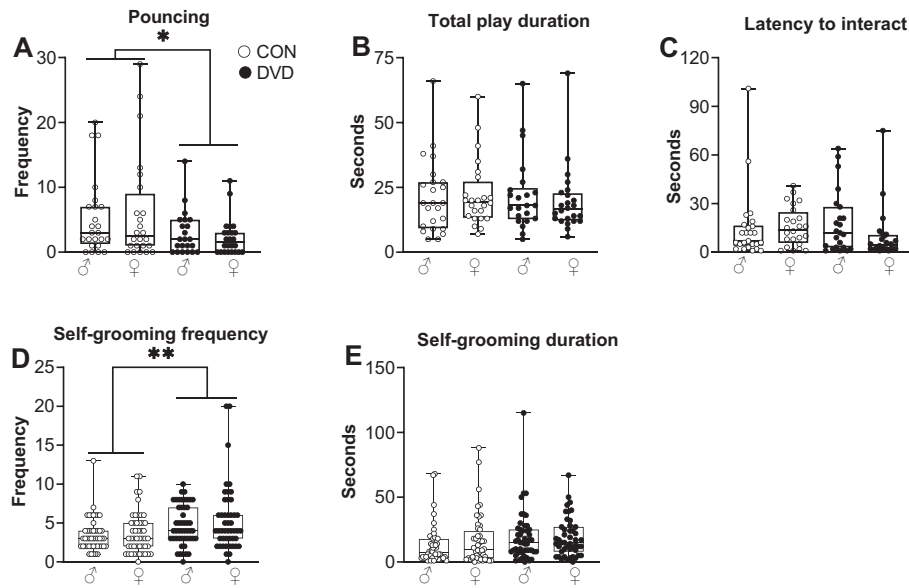 A Pouncing
*
○ CON
● DVD
Frequency
30
20
10
0
♂ ♀ ♂ ♀
B Total play duration
Seconds
75
50
25
0
♂ ♀ ♂ ♀
C Latency to interact
Seconds
120
90
60
30
0
♂ ♀ ♂ ♀
D Self-grooming frequency
**
Frequency
25
20
15
10
5
0
♂ ♀ ♂ ♀
E Self-grooming duration
Seconds
150
100
50
0
♂ ♀ ♂ ♀